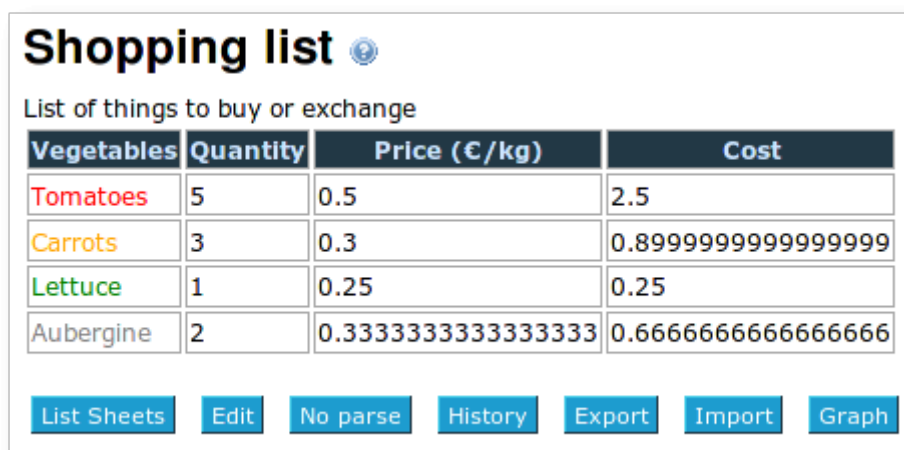 Shopping list
List of things to buy or exchange
Vegetables Quantity Price (€/kg) Cost
Tomatoes 5 0.5 2.5
Carrots 3 0.3 0.8999999999999999
Lettuce 1 0.25 0.25
Aubergine 2 0.3333333333333333 0.6666666666666666
List Sheets Edit No parse History Export Import Graph